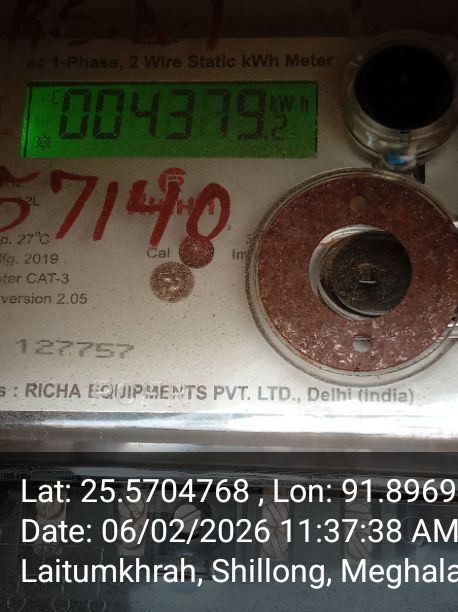 R.S.D.T
ac 1-Phase, 2 Wire Static kWh Meter
004379.2 kWh
57140
p. 27°C
fg. 2019
Cal
Im
ter CAT-3
version 2.05
127757
s : RICHA EQUIPMENTS PVT. LTD., Delhi (India)
Lat: 25.5704768 , Lon: 91.8969
Date: 06/02/2026 11:37:38 AM
Laitumkhrah, Shillong, Meghala